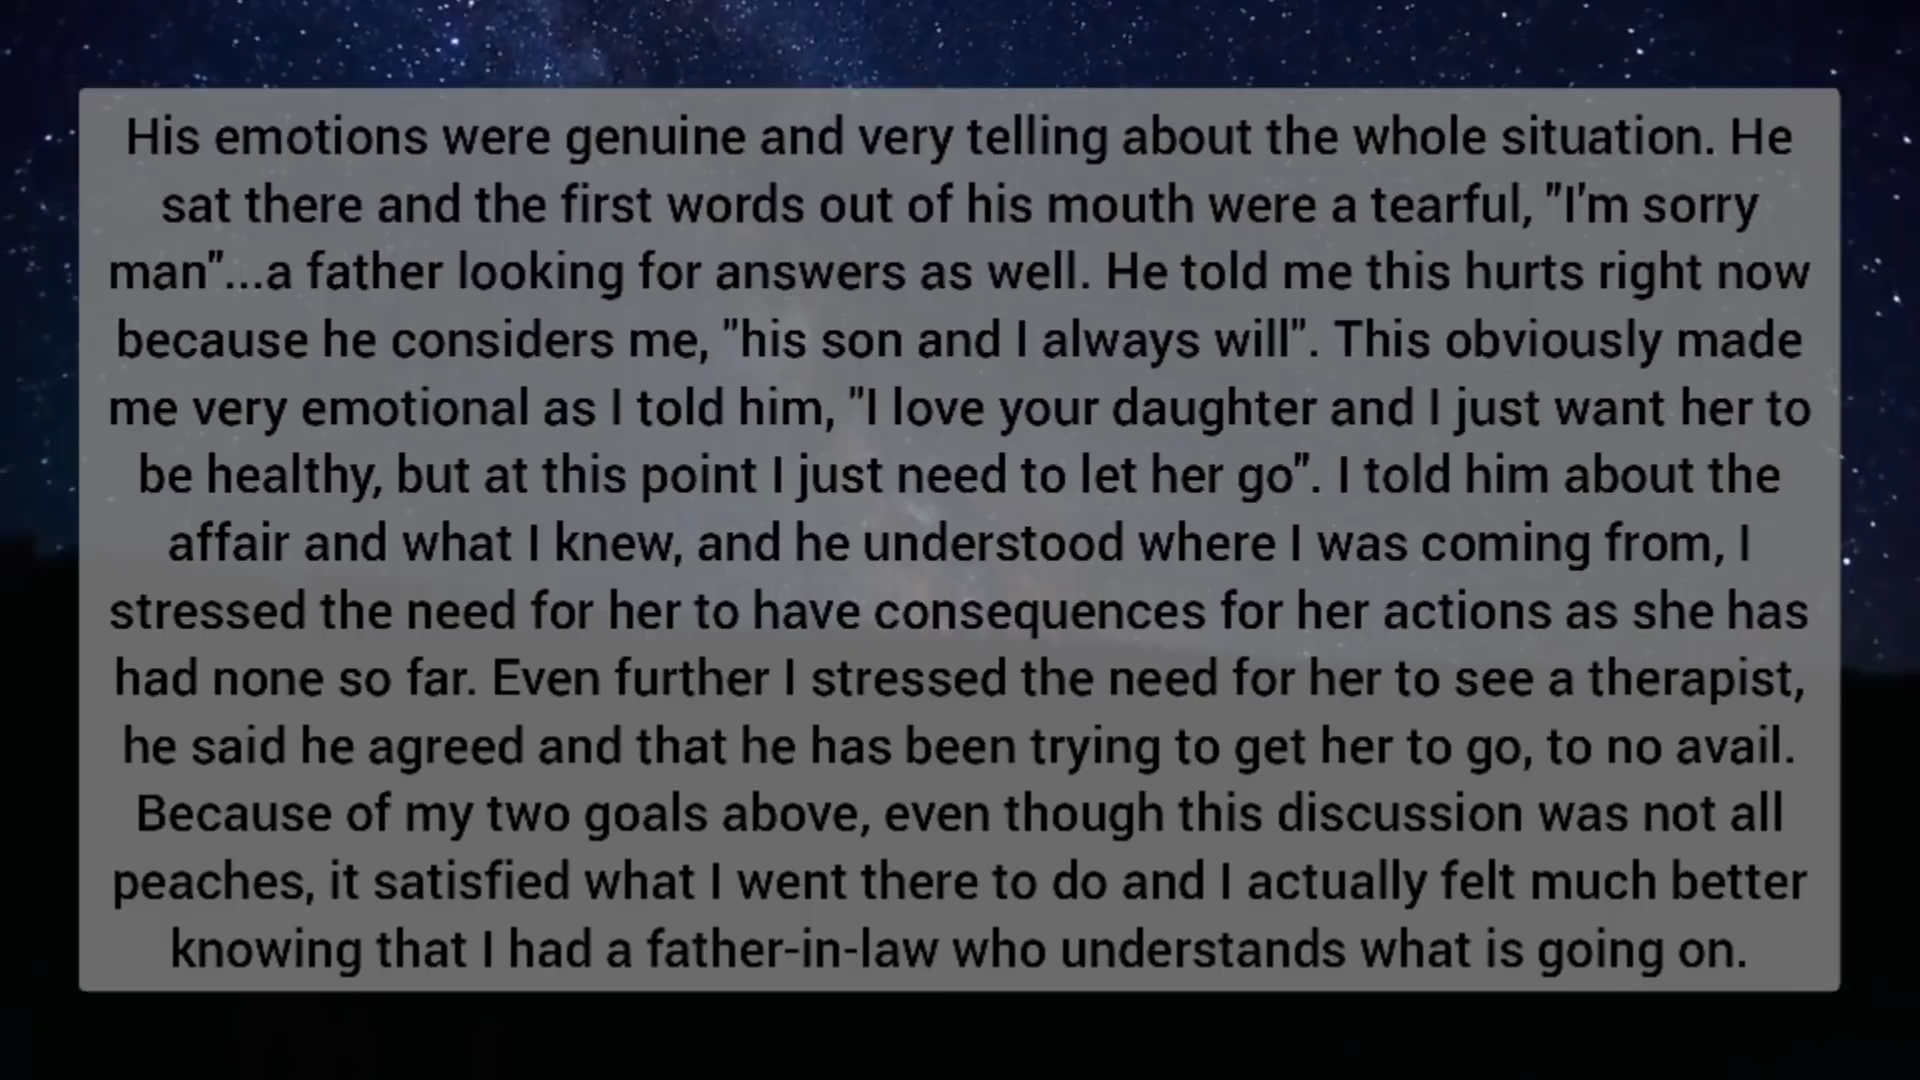 His emotions were genuine and very telling about the whole situation. He
sat there and the first words out of his mouth were a tearful, "I'm sorry
man"...a father looking for answers as well. He told me this hurts right now
because he considers me, "his son and I always will". This obviously made
me very emotional as I told him, "I love your daughter and I just want her to
be healthy, but at this point I just need to let her go". I told him about the
affair and what I knew, and he understood where I was coming from, I
stressed the need for her to have consequences for her actions as she has
had none so far. Even further I stressed the need for her to see a therapist,
he said he agreed and that he has been trying to get her to go, to no avail.
Because of my two goals above, even though this discussion was not all
peaches, it satisfied what I went there to do and I actually felt much better
knowing that I had a father-in-law who understands what is going on.